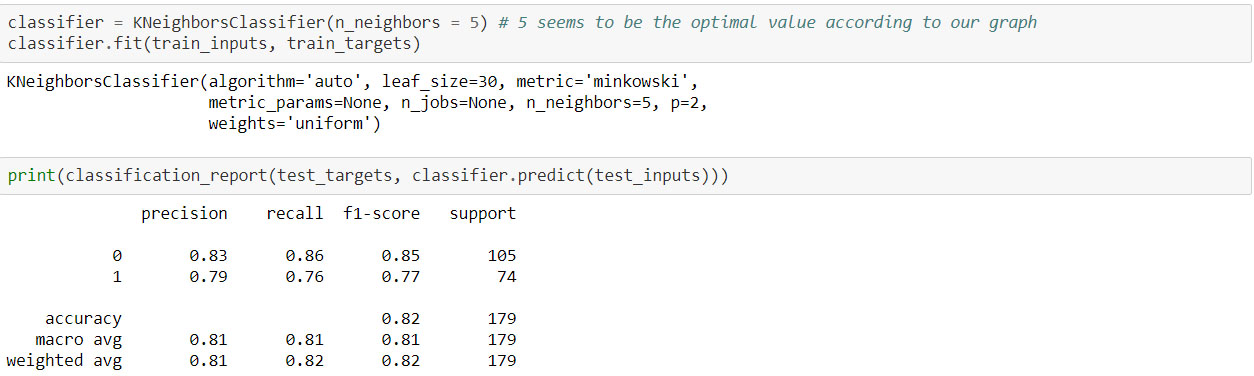 classifier = KNeighborsClassifier(n_neighbors = 5) # 5 seems to be the optimal value according to our graph
classifier.fit(train_inputs, train_targets)
KNeighborsClassifier(algorithm='auto', leaf_size=30, metric='minkowski',
                     metric_params=None, n_jobs=None, n_neighbors=5, p=2,
                     weights='uniform')
print(classification_report(test_targets, classifier.predict(test_inputs)))
              precision    recall  f1-score   support
           0       0.83      0.86      0.85       105
           1       0.79      0.76      0.77        74
    accuracy                           0.82       179
   macro avg       0.81      0.81      0.81       179
weighted avg       0.81      0.82      0.82       179